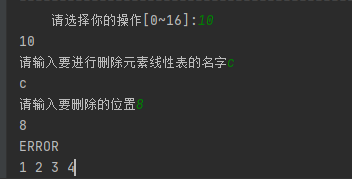 请选择你的操作[0~16]:10
10
请输入要进行删除元素线性表的名字c
c
请输入要删除的位置8
8
ERROR
1 2 3 4